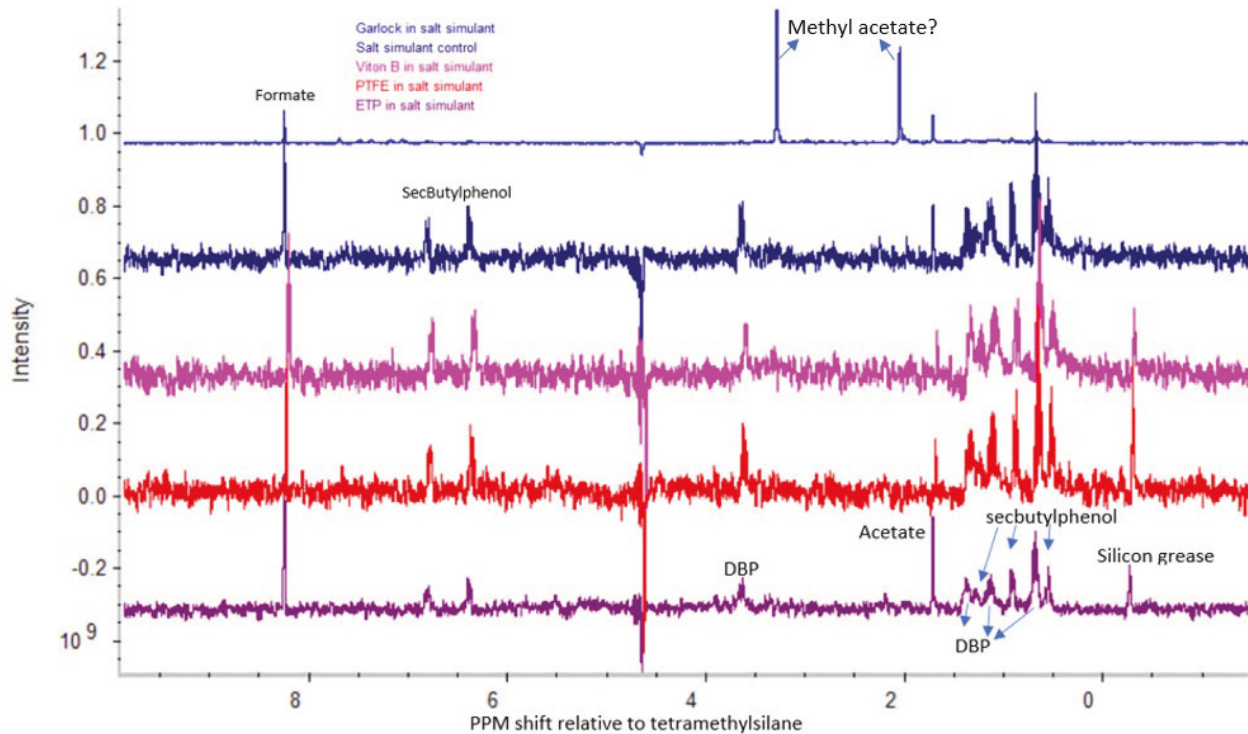 Garlock in salt simulant
Salt simulant control
Viton B in salt simulant
PTFE in salt simulant
ETP in salt simulant
Methyl acetate?
Formate
SecButylphenol
Acetate
secbutylphenol
DBP
Silicon grease
DBP
Intensity
1.2
1.0
0.8
0.6
0.4
0.2
0.0
-0.2
10 9
8
6
4
2
0
PPM shift relative to tetramethylsilane